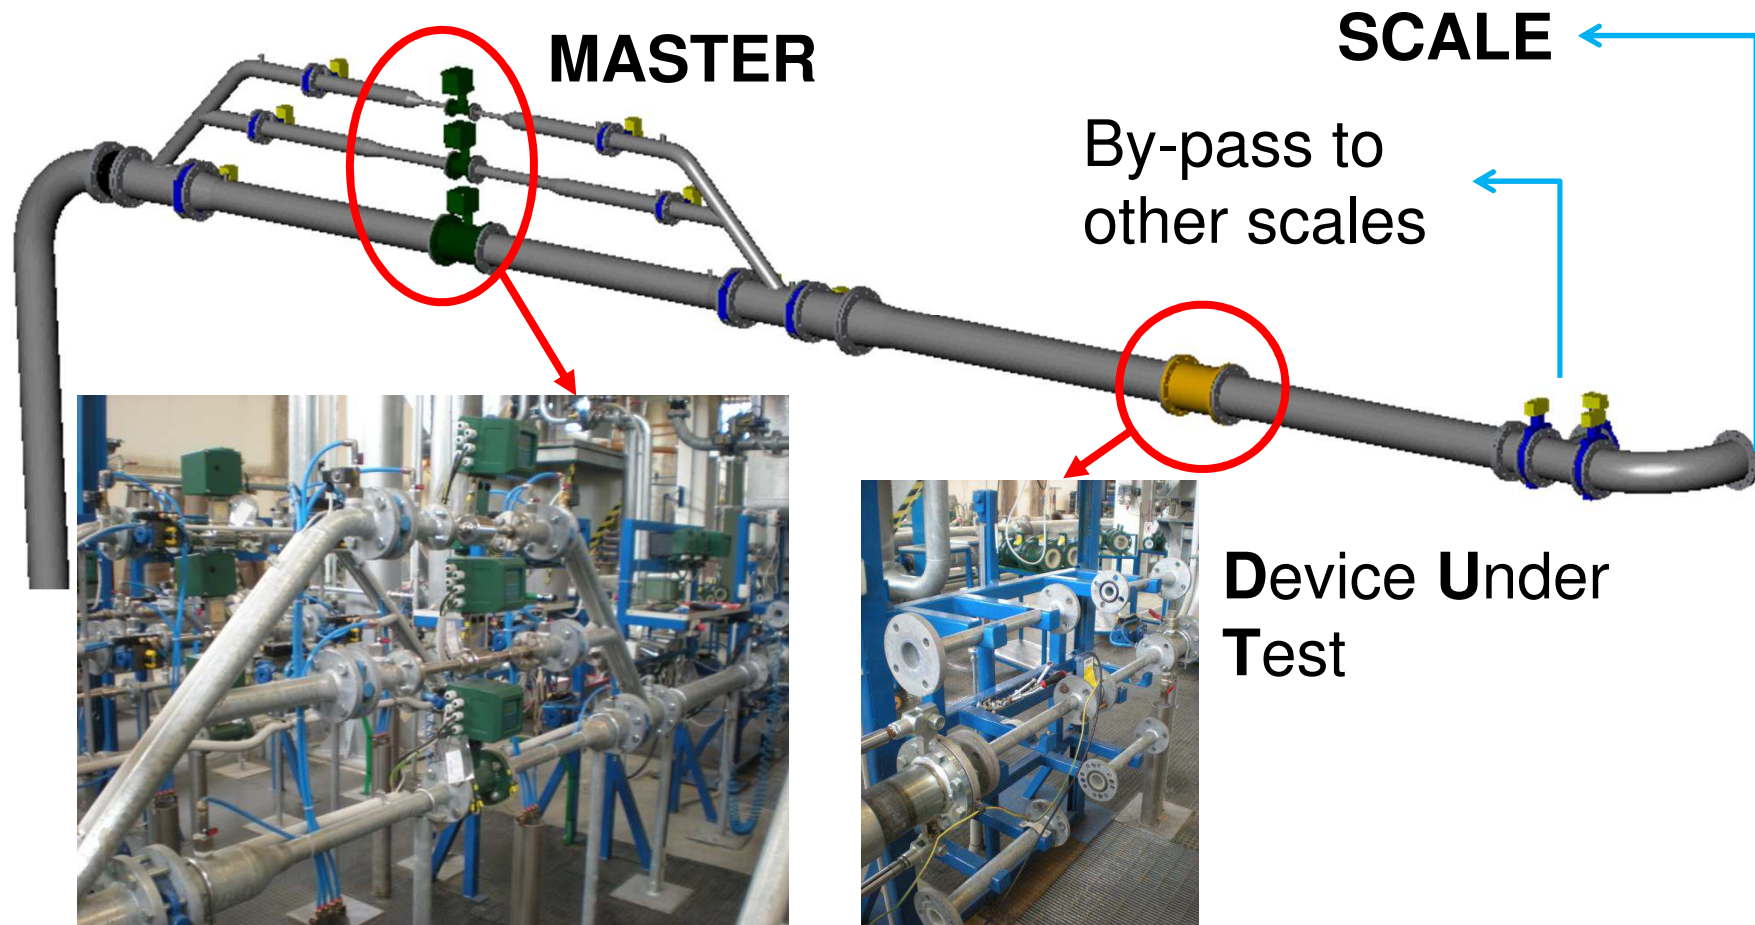 MASTER
SCALE
By-pass to
other scales
Device Under
Test